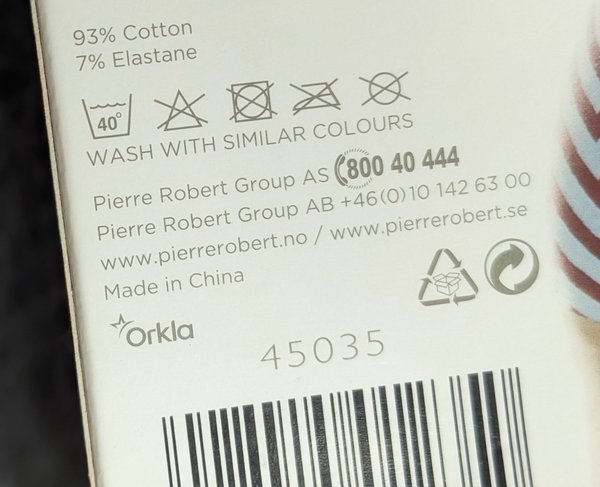 93% Cotton
7% Elastane
40°
WASH WITH SIMILAR COLOURS
Pierre Robert Group AS 800 40 444
Pierre Robert Group AB +46(0)10 142 63 00
www.pierrerobert.no / www.pierrerobert.se
Made in China
Orkla
45035